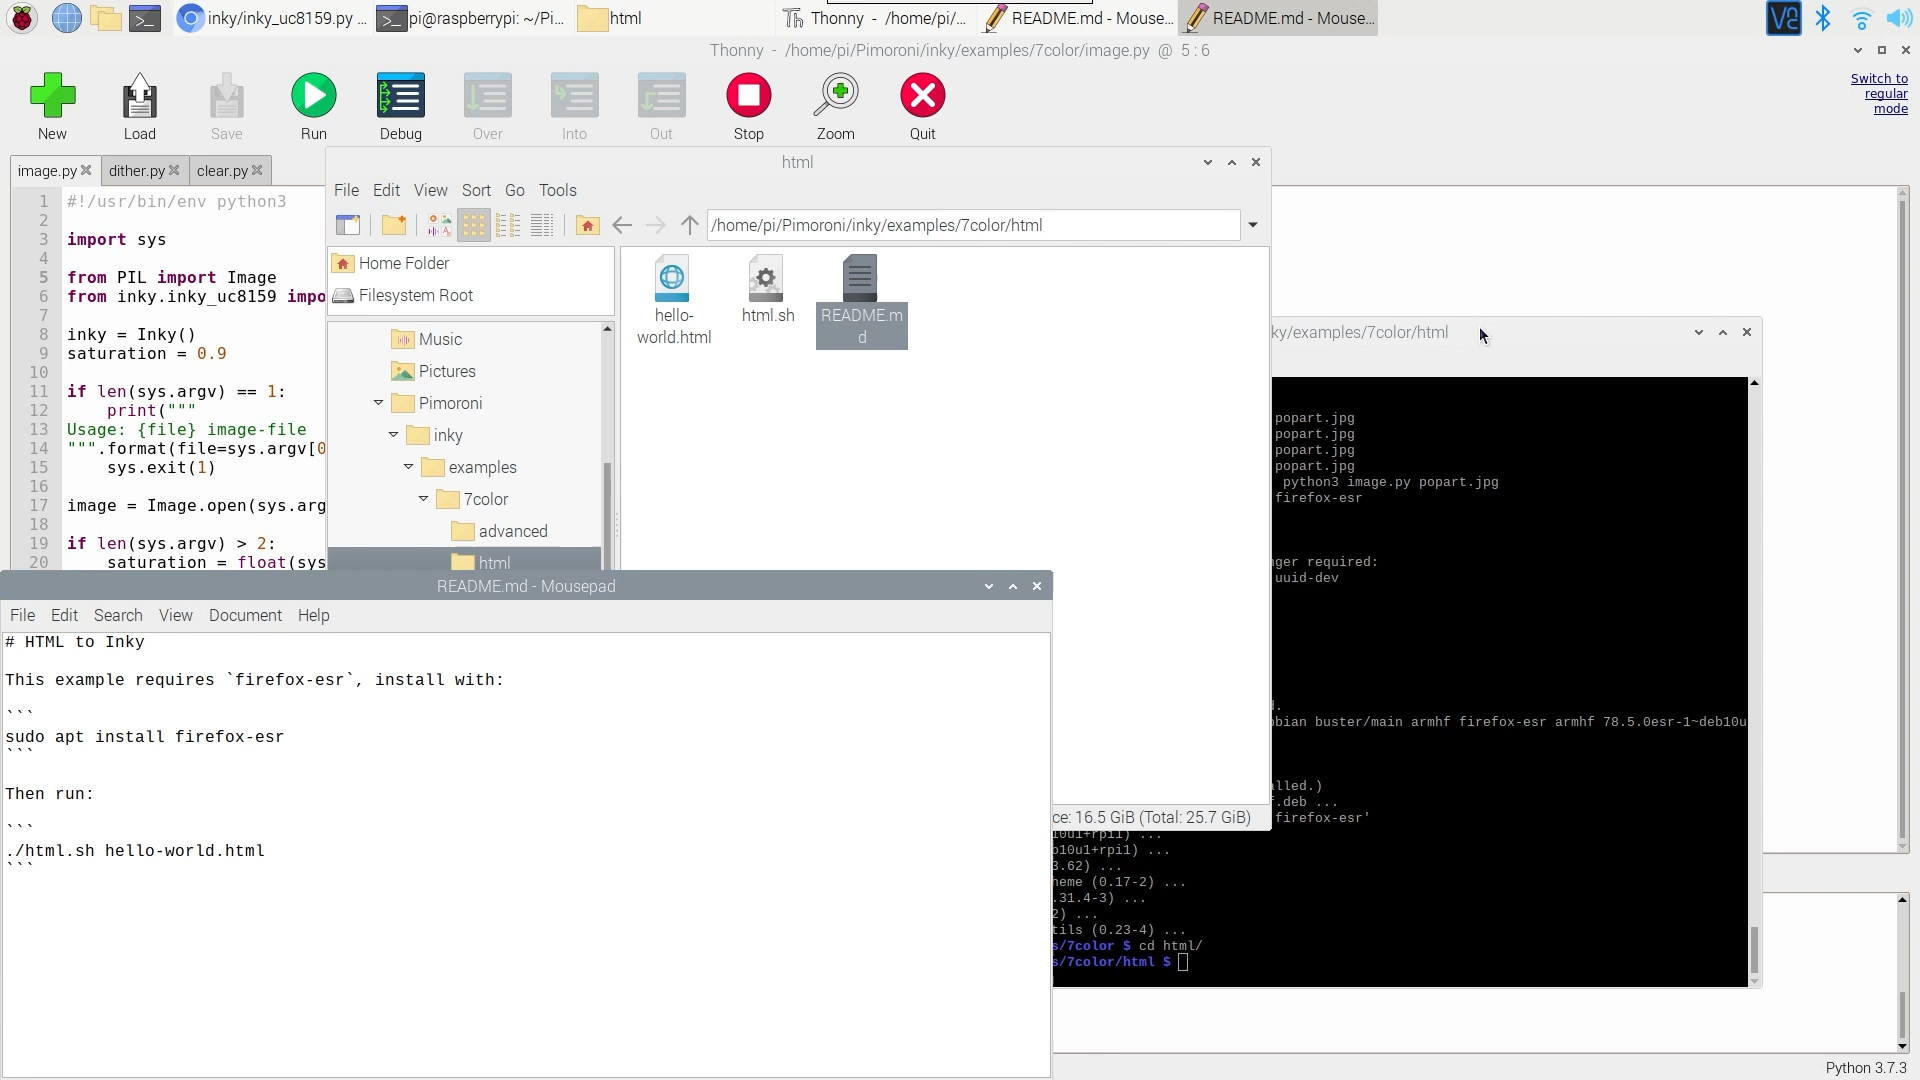 inky/inky_uc8159.py ...
pi@raspberrypi: ~/Pi...
html
Thonny - /home/pi/...
README.md - Mouse...
README.md - Mouse...
Thonny - /home/pi/Pimoroni/inky/examples/7color/image.py @ 5 : 6
New
Load
Save
Run
Debug
Over
Into
Out
Stop
Zoom
Quit
Switch to
regular
mode
image.py
dither.py
clear.py
1 #!/usr/bin/env python3
2
3 import sys
4
5 from PIL import Image
6 from inky.inky_uc8159 impo
7
8 inky = Inky()
9 saturation = 0.9
10
11 if len(sys.argv) == 1:
12 print("""
13 Usage: {file} image-file
14 """.format(file=sys.argv[0
15 sys.exit(1)
16
17 image = Image.open(sys.arg
18
19 if len(sys.argv) > 2:
20 saturation = float(sys
html
File Edit View Sort Go Tools
/home/pi/Pimoroni/inky/examples/7color/html
Home Folder
Filesystem Root
Music
Pictures
Pimoroni
inky
examples
7color
advanced
html
hello-
world.html
html.sh
README.m
d
ce: 16.5 GiB (Total: 25.7 GiB)
ky/examples/7color/html
popart.jpg
popart.jpg
popart.jpg
popart.jpg
python3 image.py popart.jpg
firefox-esr
ger required:
uuid-dev
bian buster/main armhf firefox-esr armhf 78.5.0esr-1~deb10u
lled.)
.deb ...
firefox-esr'
10u1+rpi1) ...
b10u1+rpi1) ...
3.62) ...
heme (0.17-2) ...
.31.4-3) ...
2) ...
tils (0.23-4) ...
s/7color $ cd html/
s/7color/html $
README.md - Mousepad
File Edit Search View Document Help
# HTML to Inky
This example requires `firefox-esr`, install with:
```
sudo apt install firefox-esr
```
Then run:
```
./html.sh hello-world.html
```
Python 3.7.3